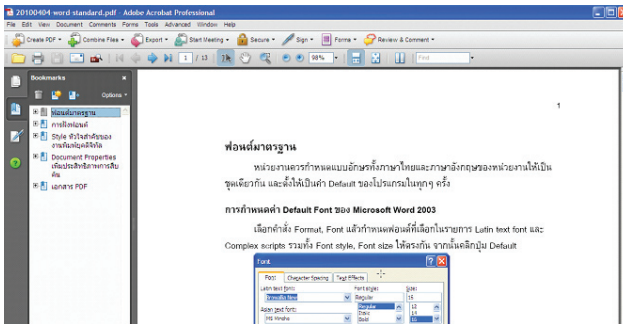 20100404-word-standard.pdf - Adobe Acrobat Professional
File Edit View Document Comments Forms Tools Advanced Window Help
Create PDF Combine Files Export Start Meeting Secure Sign Forms Review & Comment
1 / 13 98% Find
Bookmarks
Options
ฟอนต์มาตรฐาน
การฝังฟอนต์
Style หัวใจสำคัญของ
งานพิมพ์ยุคดิจิทัล
Document Properties
เพิ่มประสิทธิภาพการสืบ
ค้น
เอกสาร PDF
1
ฟอนต์มาตรฐาน
หน่วยงานควรกำหนดแบบอักษรทั้งภาษาไทยและภาษาอังกฤษของหน่วยงานให้เป็น
ชุดเดียวกัน และตั้งให้เป็นค่า Default ของโปรแกรมในทุกๆ ครั้ง
การกำหนดค่า Default Font ของ Microsoft Word 2003
เลือกคำสั่ง Format, Font แล้วกำหนดฟอนต์ที่เลือกในรายการ Latin text font และ
Complex scripts รวมทั้ง Font style, Font size ให้ตรงกัน จากนั้นคลิกปุ่ม Default
Font
Font Character Spacing Text Effects
Latin text font: Font style: Size:
Browallia New Regular 16
Regular 12
Asian text font: Italic 14
MS Mincho Bold 16